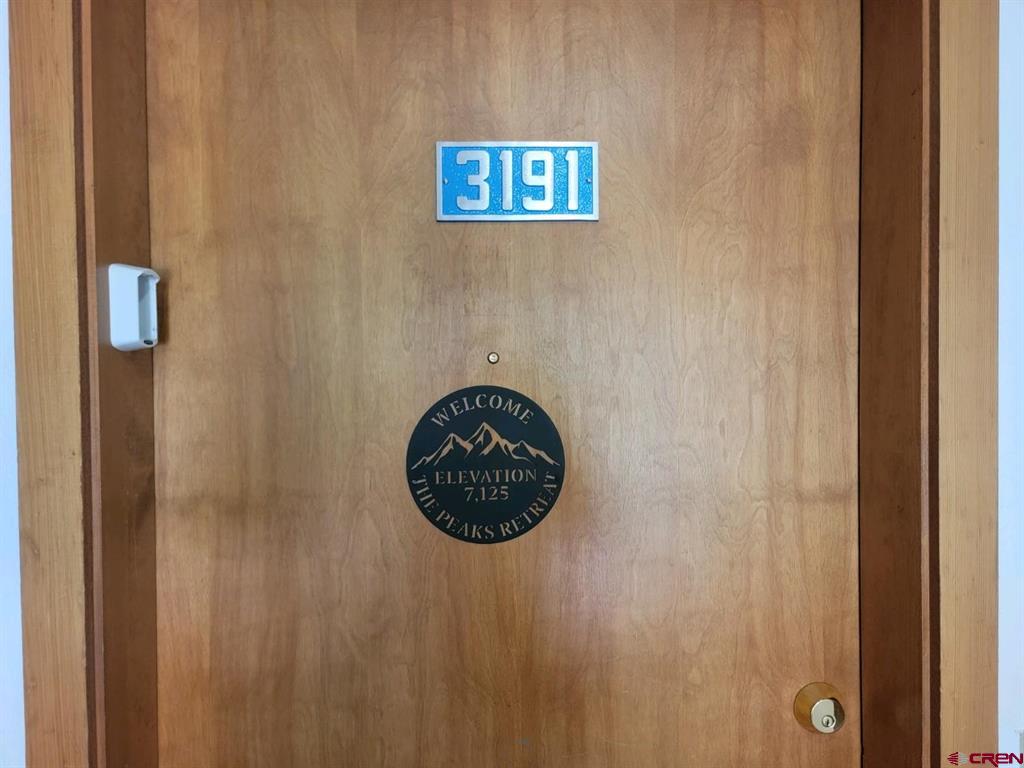 3191
WELCOME
ELEVATION
7,125
THE PEAKS RETREAT
CREN